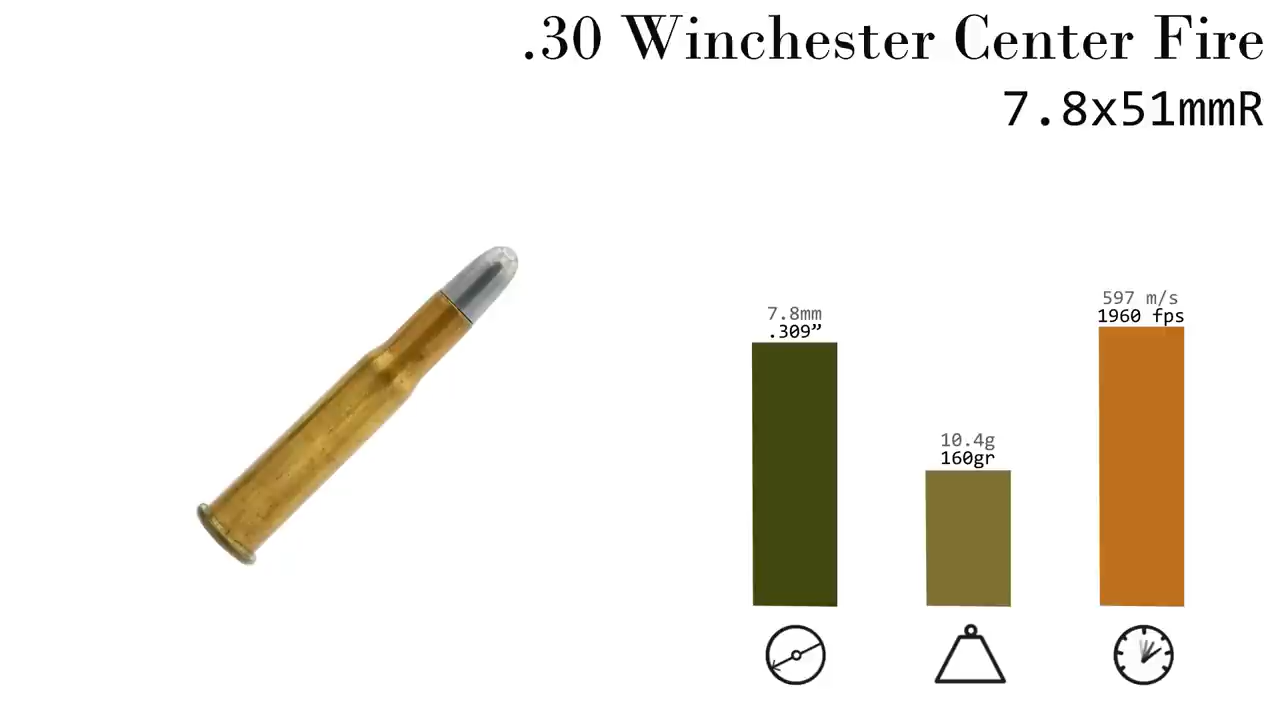 .30 Winchester Center Fire
7.8x51mmR
7.8mm
.309”
10.4g
160gr
597 m/s
1960 fps